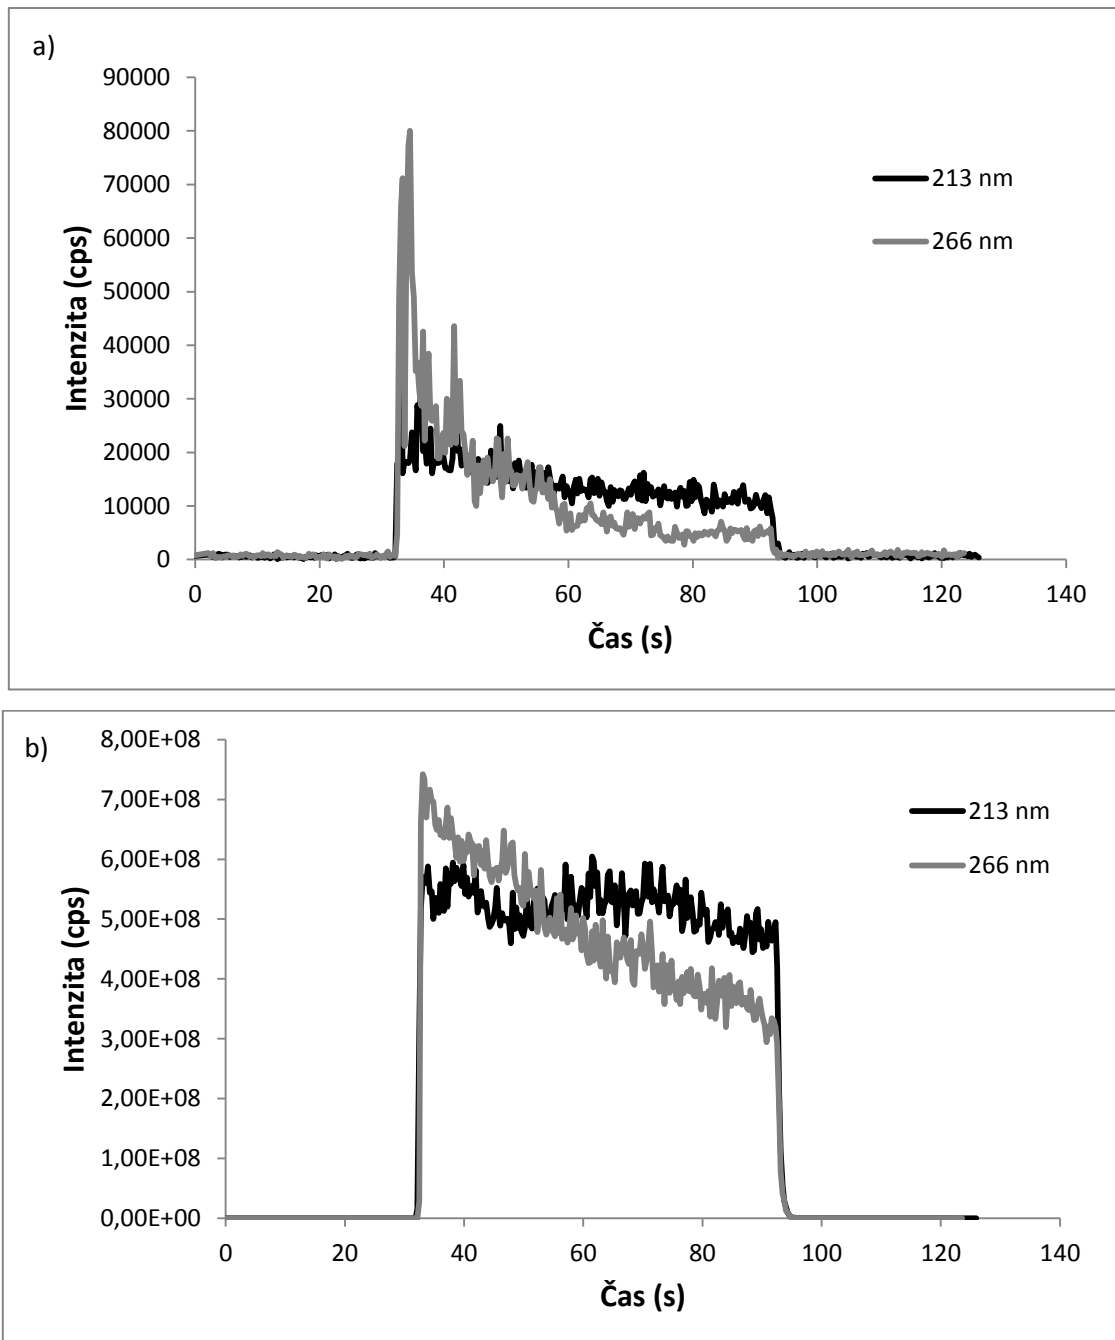 a)
90000
80000
70000
60000
50000
40000
30000
20000
10000
0
Intenzita (cps)
213 nm
266 nm
0 20 40 60 80 100 120 140
Čas (s)
b)
8,00E+08
7,00E+08
6,00E+08
5,00E+08
4,00E+08
3,00E+08
2,00E+08
1,00E+08
0,00E+00
Intenzita (cps)
213 nm
266 nm
0 20 40 60 80 100 120 140
Čas (s)